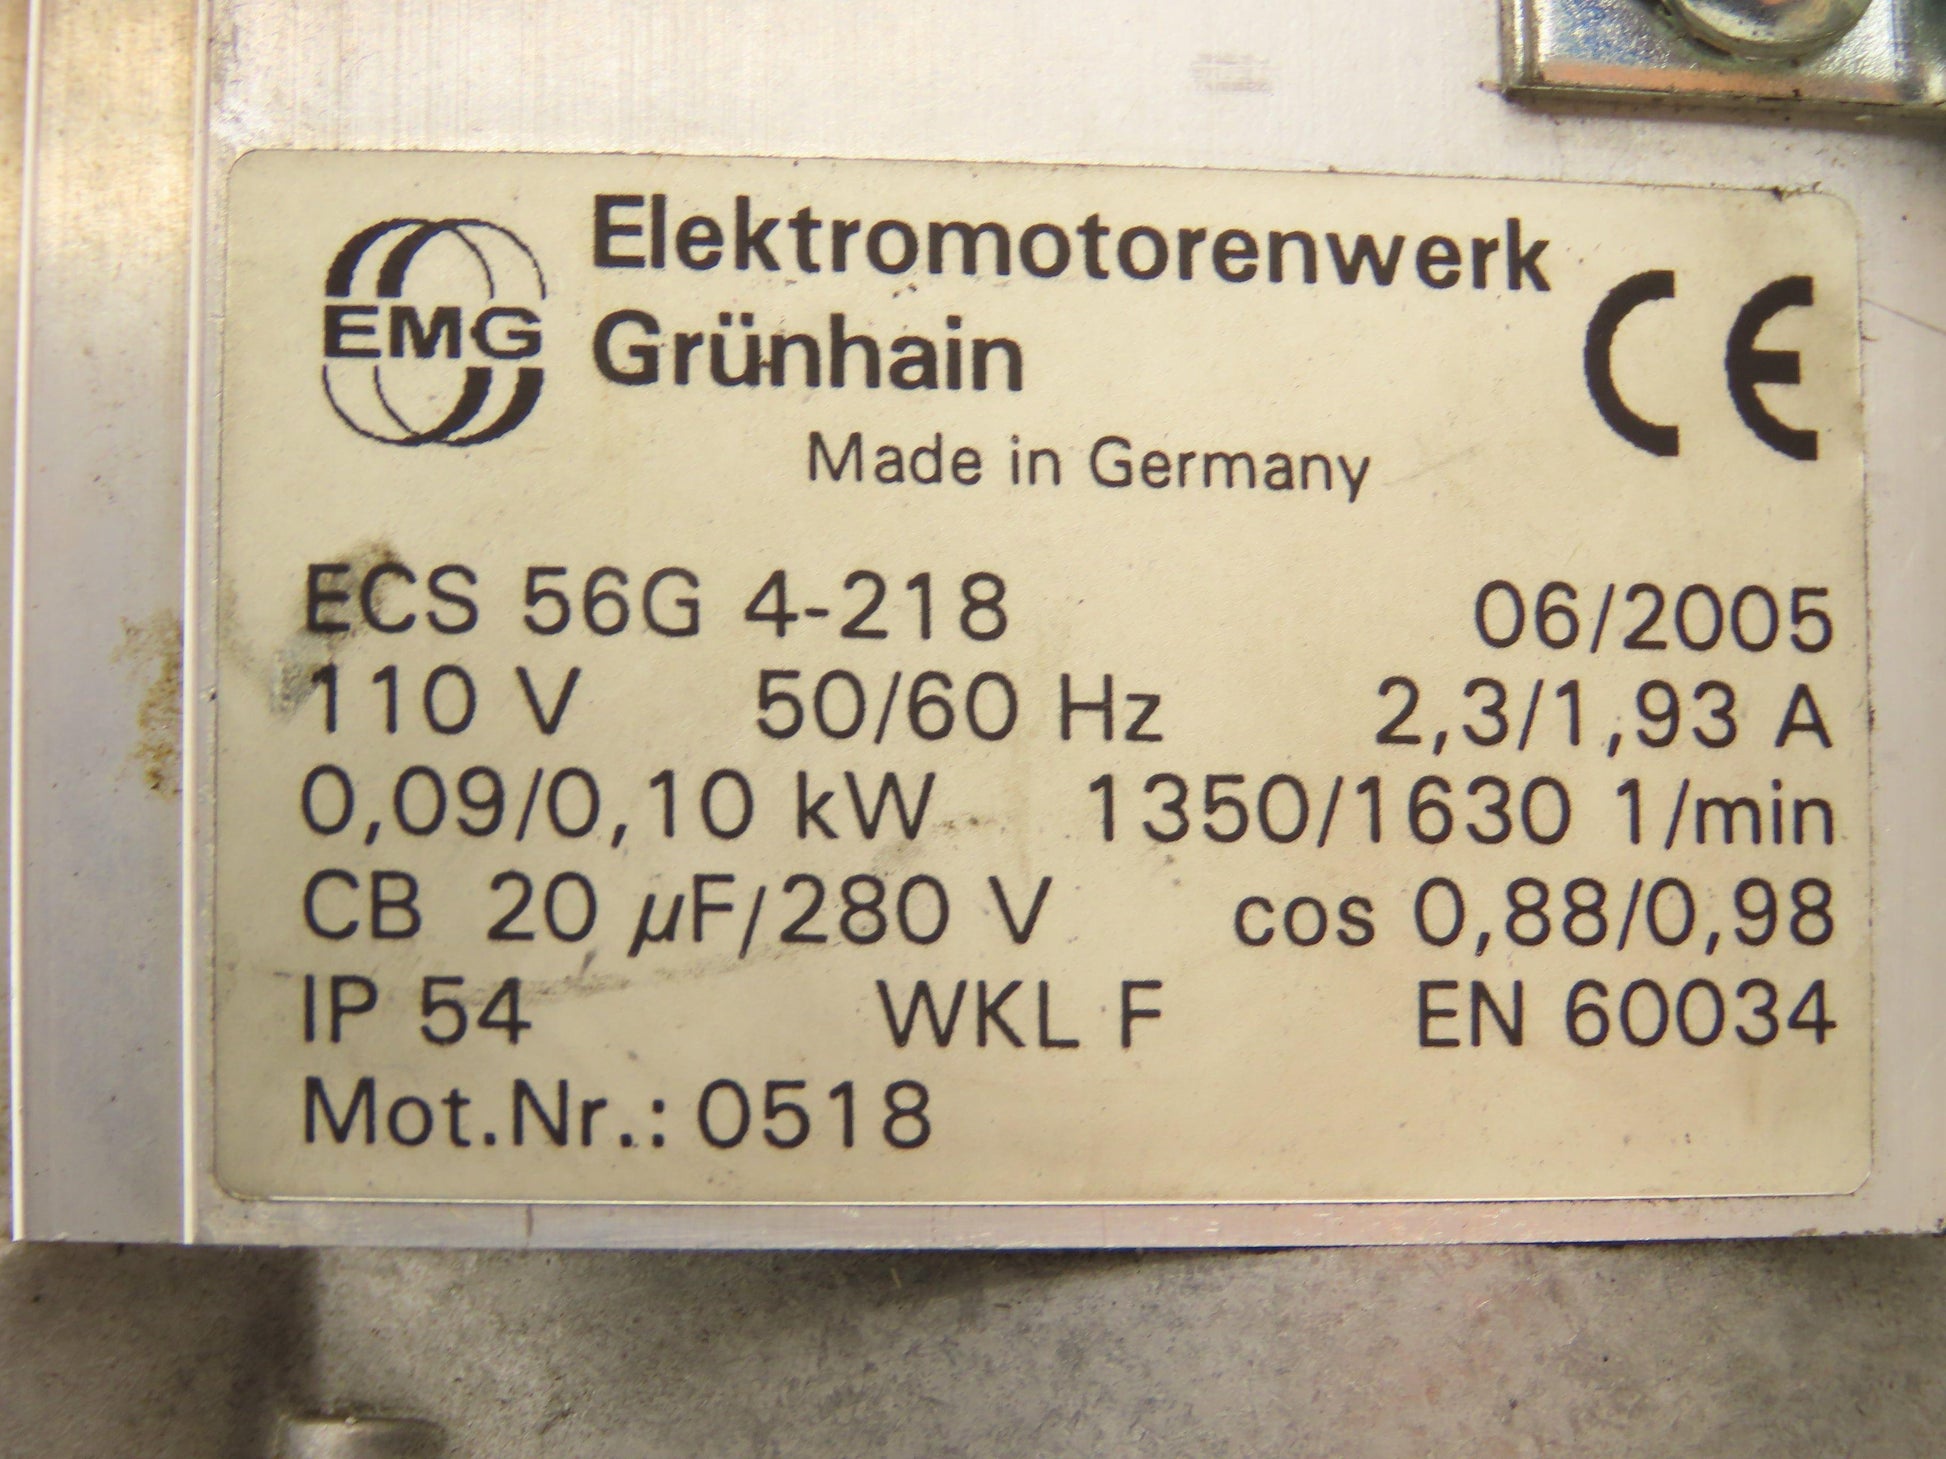 EMG
Elektromotorenwerk
Grünhain
CE
Made in Germany
ECS 56G 4-218 06/2005
110 V 50/60 Hz 2,3/1,93 A
0,09/0,10 kW 1350/1630 1/min
CB 20 µF/280 V cos 0,88/0,98
IP 54 WKL F EN 60034
Mot.Nr.: 0518